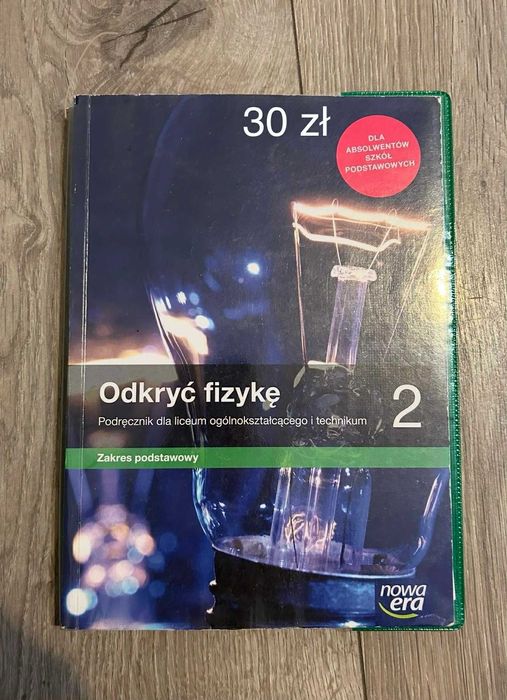 30 zł
DLA
ABSOLWENTÓW
SZKÓŁ
PODSTAWOWYCH
Odkryć fizykę
2
Podręcznik dla liceum ogólnokształcącego i technikum
Zakres podstawowy
nowa
era